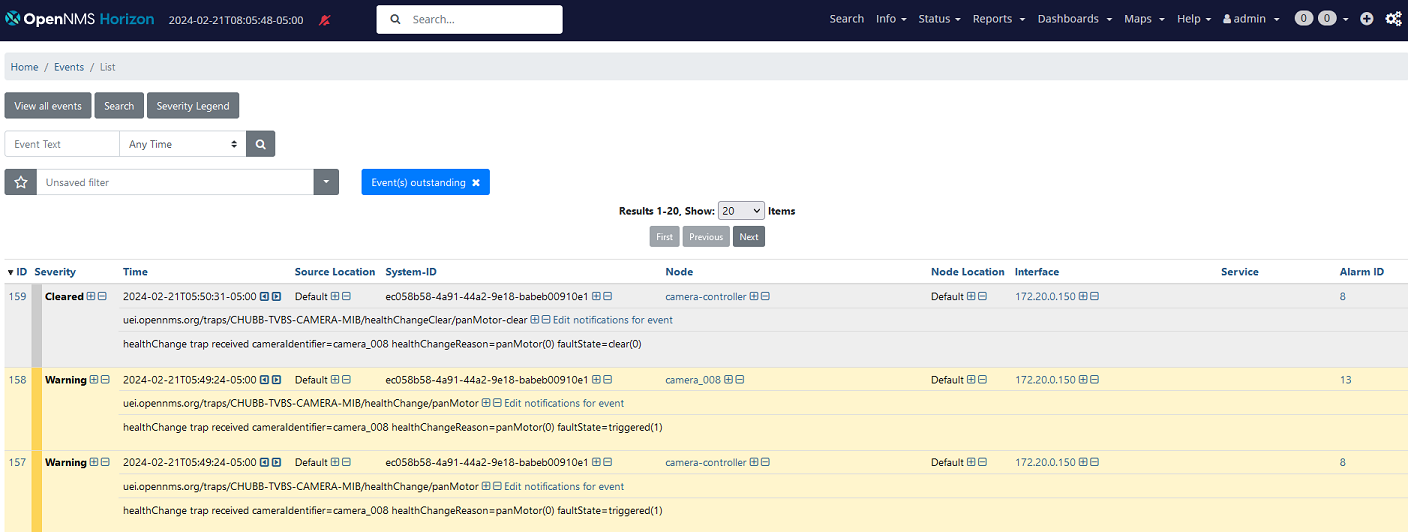 OpenNMS Horizon 2024-02-21T08:05:48-05:00 Search... Search Info Status Reports Dashboards Maps Help admin 0 0
Home / Events / List
View all events Search Severity Legend
Event Text Any Time
Unsaved filter Event(s) outstanding
Results 1-20, Show: 20 Items
First Previous Next
ID Severity Time Source Location System-ID Node Node Location Interface Service Alarm ID
159 Cleared 2024-02-21T05:50:31-05:00 Default ec058b58-4a91-44a2-9e18-babeb00910e1 camera-controller Default 172.20.0.150 8
uei.opennms.org/traps/CHUBB-TVBS-CAMERA-MIB/healthChangeClear/panMotor-clear Edit notifications for event
healthChange trap received cameraIdentifier=camera_008 healthChangeReason=panMotor(0) faultState=clear(0)
158 Warning 2024-02-21T05:49:24-05:00 Default ec058b58-4a91-44a2-9e18-babeb00910e1 camera_008 Default 172.20.0.150 13
uei.opennms.org/traps/CHUBB-TVBS-CAMERA-MIB/healthChange/panMotor Edit notifications for event
healthChange trap received cameraIdentifier=camera_008 healthChangeReason=panMotor(0) faultState=triggered(1)
157 Warning 2024-02-21T05:49:24-05:00 Default ec058b58-4a91-44a2-9e18-babeb00910e1 camera-controller Default 172.20.0.150 8
uei.opennms.org/traps/CHUBB-TVBS-CAMERA-MIB/healthChange/panMotor Edit notifications for event
healthChange trap received cameraIdentifier=camera_008 healthChangeReason=panMotor(0) faultState=triggered(1)